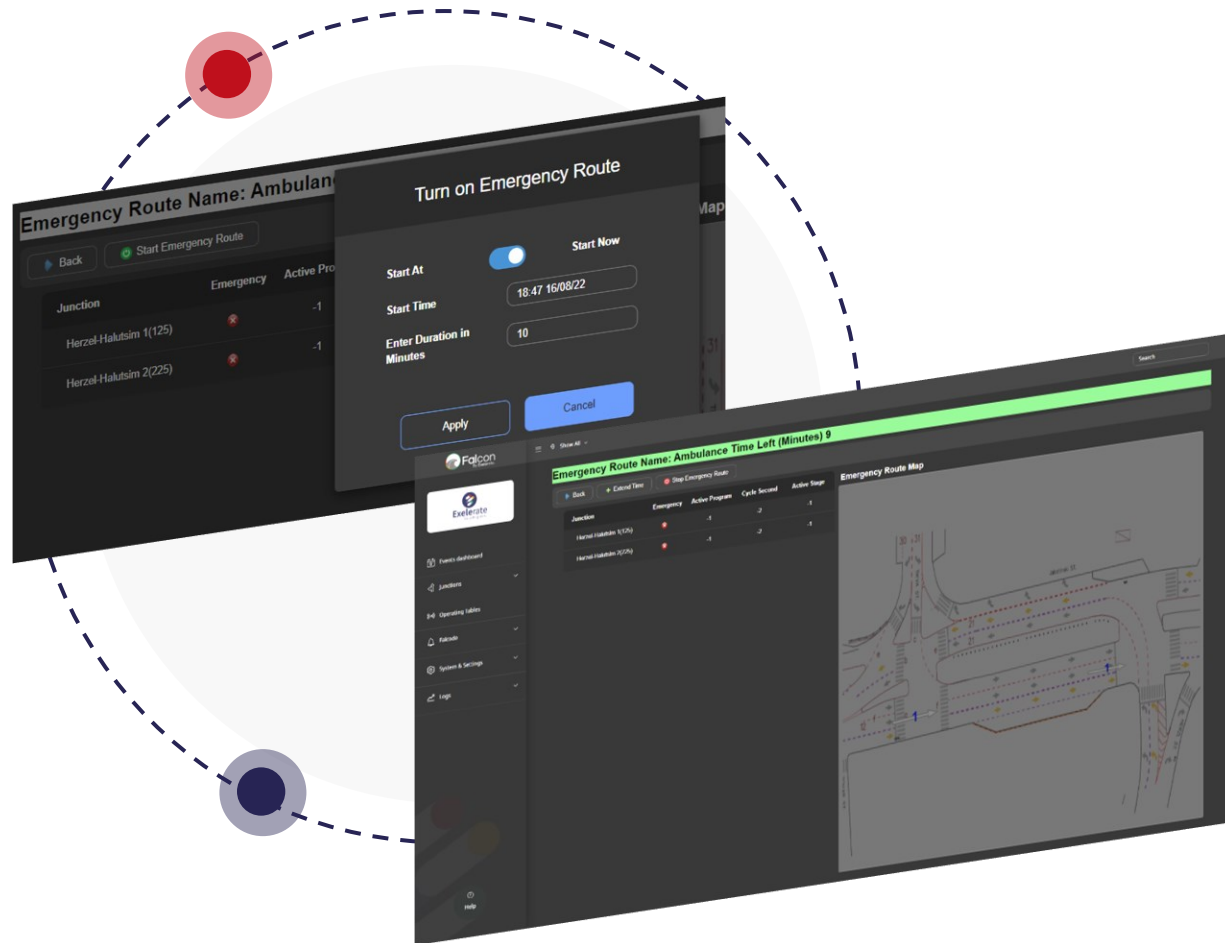 Emergency Route Name: Ambulan
Back
Start Emergency Route
Map
Junction
Emergency
Active Pro
Herzel-Halutsim 1(125)
-1
Herzel-Halutsim 2(225)
-1
31
Turn on Emergency Route
Start At
Start Now
Start Time
18:47 16/08/22
Enter Duration in
Minutes
10
Apply
Cancel
Falcon
Exelerate
Events dashboard
Junctions
Operating Tables
Falcode
System & Settings
Logs
Help
Show All
Search
Emergency Route Name: Ambulance Time Left (Minutes) 9
Back
Extend Time
Stop Emergency Route
Junction
Emergency
Active Program
Cycle Second
Active Stage
Herzel-Halutsim 1(125)
-1
-2
-1
Herzel-Halutsim 2(225)
-1
-2
-1
Emergency Route Map
1
1